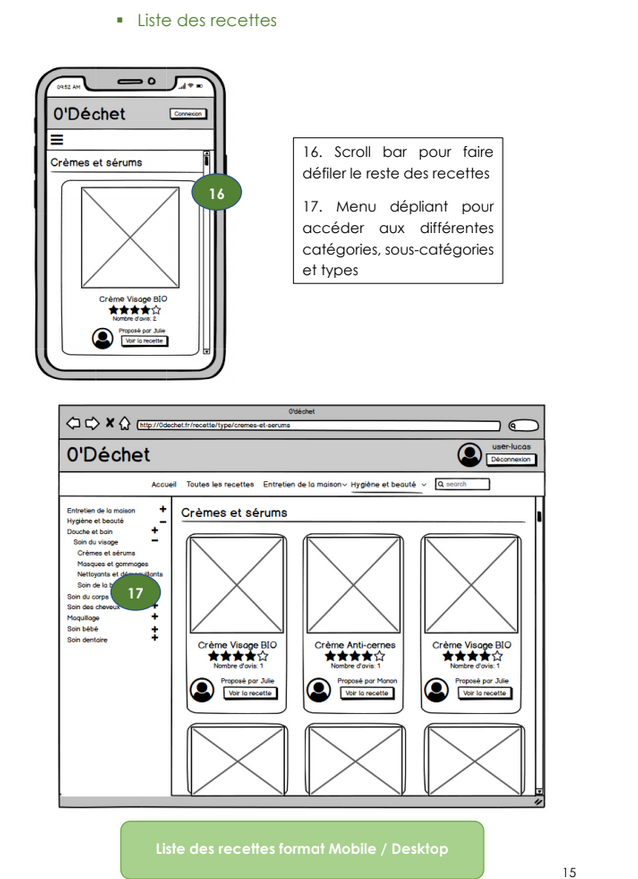 Liste des recettes
09:52 AM
0'Déchet
Connexion
Crèmes et sérums
16
Crème Visage BIO
Nombre d'avis: 2
Proposé par Julie
Voir la recette
16. Scroll bar pour faire
défiler le reste des recettes
17. Menu dépliant pour
accéder aux différentes
catégories, sous-catégories
et types
0'déchet
http://0dechet.fr/recette/type/cremes-et-serums
0'Déchet
user-lucas
Déconnexion
Accueil Toutes les recettes Entretien de la maison Hygiène et beauté search
Entretien de la maison +
Hygiène et beauté -
Douche et bain +
Soin du visage -
Crèmes et sérums
Masques et gommages
Nettoyants et
Soin de la
17
Soin du corps
Soin des cheveux +
Maquillage +
Soin bébé +
Soin dentaire +
Crèmes et sérums
Crème Visage BIO Crème Anti-cernes Crème Visage BIO
Nombre d'avis: 1 Nombre d'avis: 1 Nombre d'avis: 1
Proposé par Julie Proposé par Manon Proposé par Julie
Voir la recette Voir la recette Voir la recette
Liste des recettes format Mobile / Desktop
15